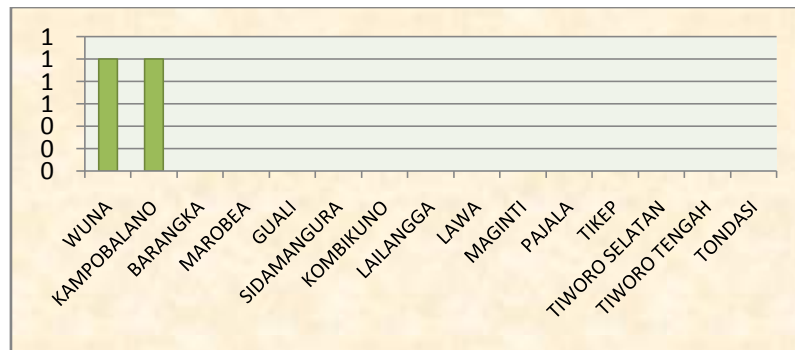 1
1
1
1
0
0
0
WUNA
KAMPOBALANO
BARANGKA
MAROBEA
GUALI
SIDAMANGURA
KOMBIKUNO
LAILANGGA
LAWA
MAGINTI
PAJALA
TIKEP
TIWORO SELATAN
TIWORO TENGAH
TONDASI